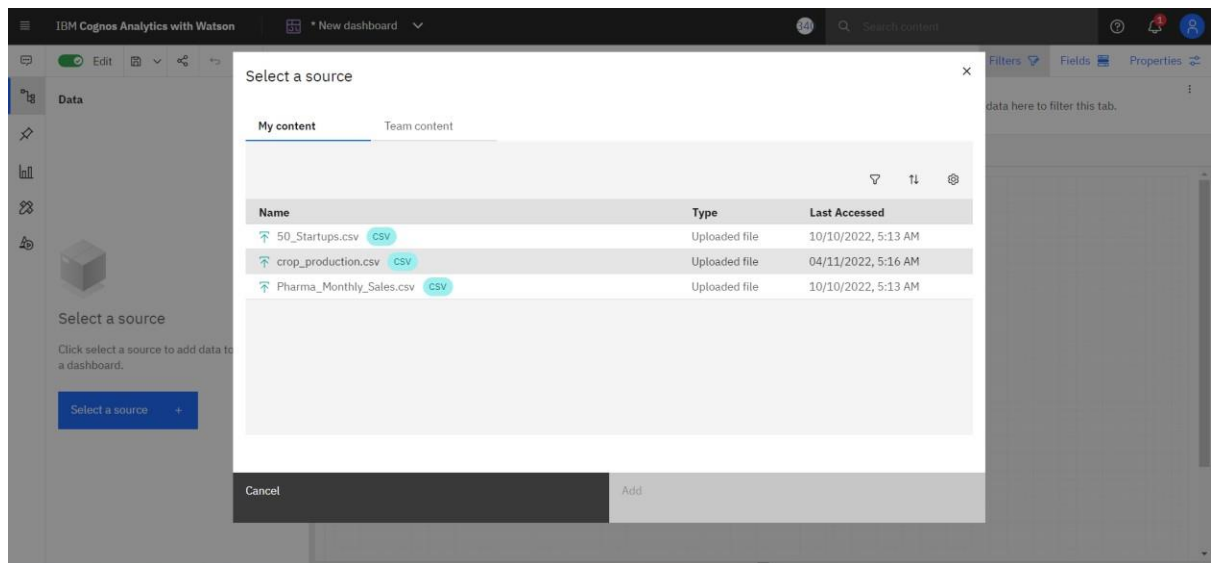 IBM Cognos Analytics with Watson
* New dashboard
Search content
1
Edit
Filters
Fields
Properties
Data
data here to filter this tab.
Select a source
My content
Team content
Name Type Last Accessed
50_Startups.csv CSV Uploaded file 10/10/2022, 5:13 AM
crop_production.csv CSV Uploaded file 04/11/2022, 5:16 AM
Pharma_Monthly_Sales.csv CSV Uploaded file 10/10/2022, 5:13 AM
Select a source
Click select a source to add data to
a dashboard.
Select a source +
Cancel
Add